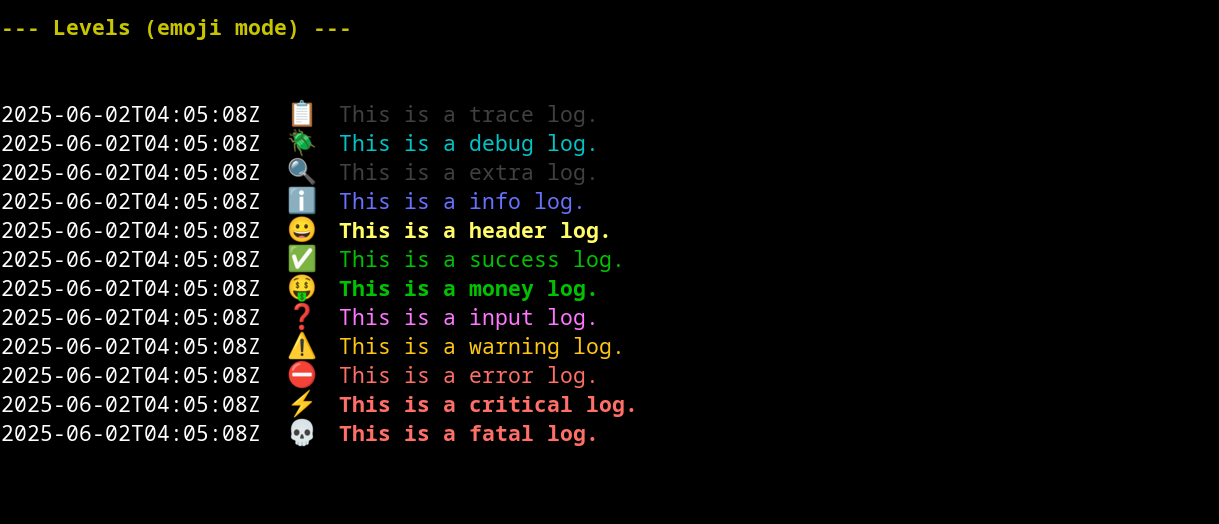 --- Levels (emoji mode) ---
2025-06-02T04:05:08Z 📋 This is a trace log.
2025-06-02T04:05:08Z 🪲 This is a debug log.
2025-06-02T04:05:08Z 🔍 This is a extra log.
2025-06-02T04:05:08Z ℹ️ This is a info log.
2025-06-02T04:05:08Z 😀 This is a header log.
2025-06-02T04:05:08Z ✅ This is a success log.
2025-06-02T04:05:08Z 🤑 This is a money log.
2025-06-02T04:05:08Z ❓ This is a input log.
2025-06-02T04:05:08Z ⚠️ This is a warning log.
2025-06-02T04:05:08Z ⛔ This is a error log.
2025-06-02T04:05:08Z ⚡ This is a critical log.
2025-06-02T04:05:08Z 💀 This is a fatal log.